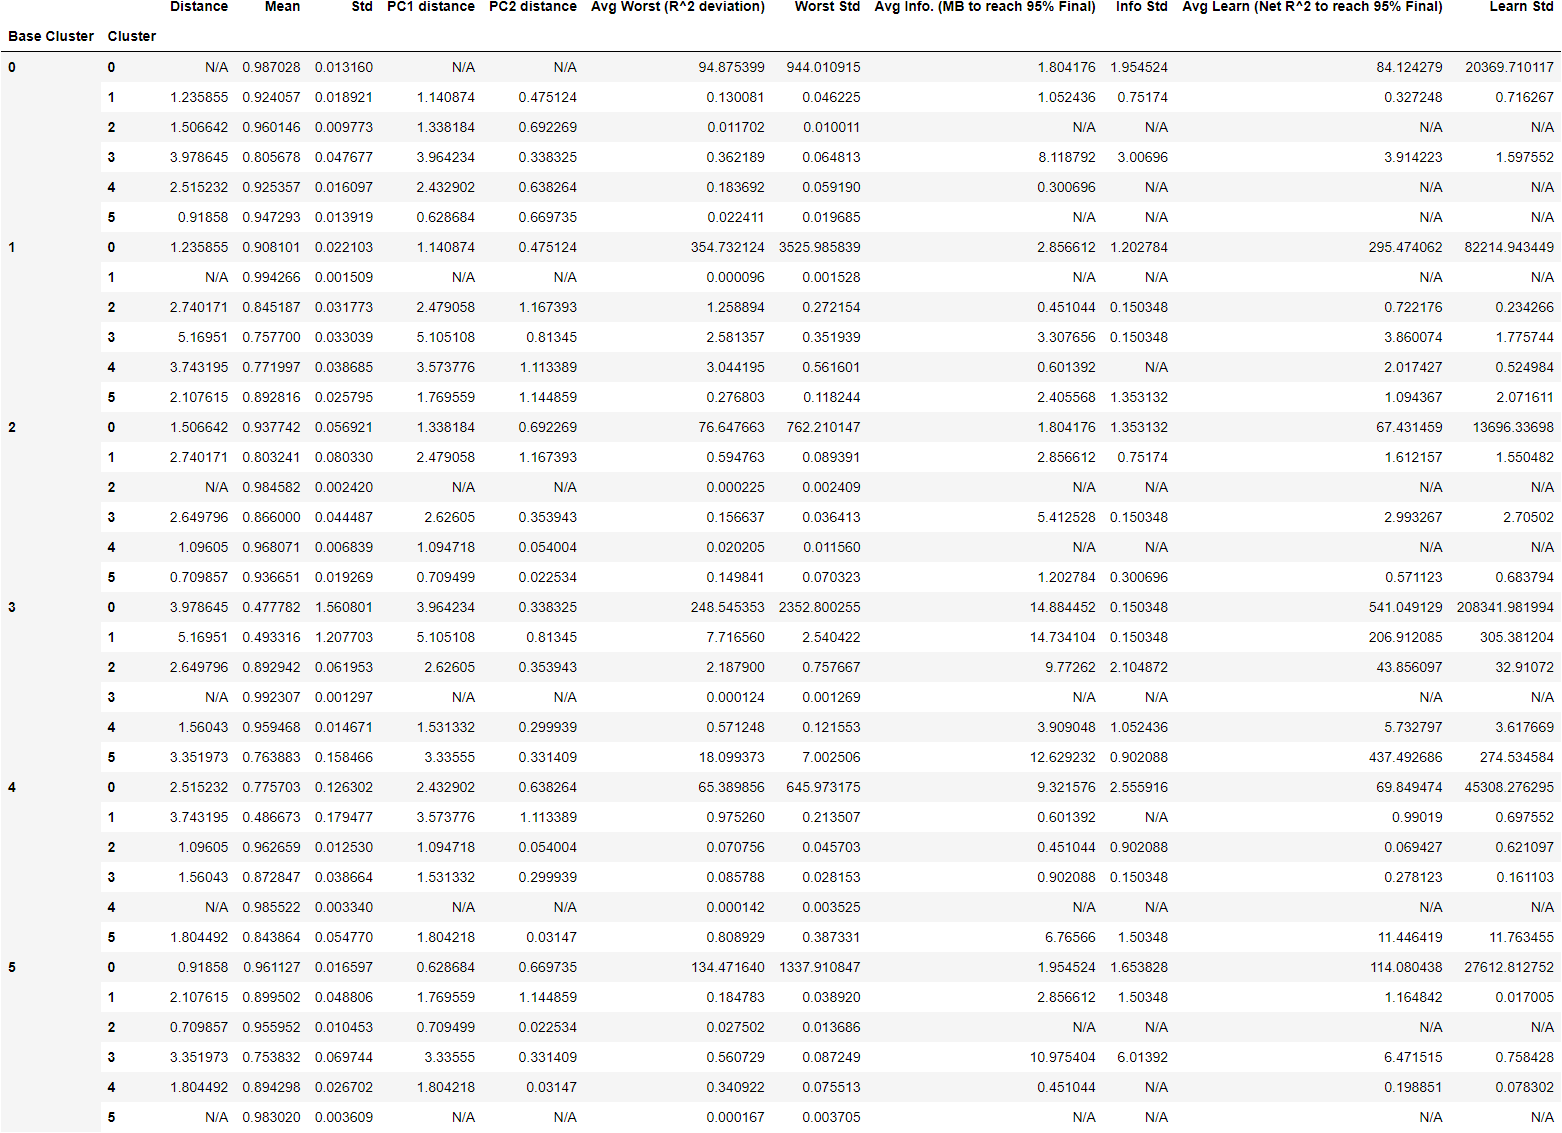 Distance Mean Std PC1 distance PC2 distance Avg Worst (R^2 deviation) Worst Std Avg Info. (MB to reach 95% Final) Info Std Avg Learn (Net R^2 to reach 95% Final) Learn Std
Base Cluster Cluster
0 0 N/A 0.987028 0.013160 N/A N/A 94.875399 944.010915 1.804176 1.954524 84.124279 20369.710117
1 1.235855 0.924057 0.018921 1.140874 0.475124 0.130081 0.046225 1.052436 0.75174 0.327248 0.716267
2 1.506642 0.960146 0.009773 1.338184 0.692269 0.011702 0.010011 N/A N/A N/A N/A
3 3.978645 0.805678 0.047677 3.964234 0.338325 0.362189 0.064813 8.118792 3.00696 3.914223 1.597552
4 2.515232 0.925357 0.016097 2.432902 0.638264 0.183692 0.059190 0.300696 N/A N/A N/A
5 0.91858 0.947293 0.013919 0.628684 0.669735 0.022411 0.019685 N/A N/A N/A N/A
1 0 1.235855 0.908101 0.022103 1.140874 0.475124 354.732124 3525.985839 2.856612 1.202784 295.474062 82214.943449
1 N/A 0.994266 0.001509 N/A N/A 0.000096 0.001528 N/A N/A N/A N/A
2 2.740171 0.845187 0.031773 2.479058 1.167393 1.258894 0.272154 0.451044 0.150348 0.722176 0.234266
3 5.16951 0.757700 0.033039 5.105108 0.81345 2.581357 0.351939 3.307656 0.150348 3.860074 1.775744
4 3.743195 0.771997 0.038685 3.573776 1.113389 3.044195 0.561601 0.601392 N/A 2.017427 0.524984
5 2.107615 0.892816 0.025795 1.769559 1.144859 0.276803 0.118244 2.405568 1.353132 1.094367 2.071611
2 0 1.506642 0.937742 0.056921 1.338184 0.692269 76.647663 762.210147 1.804176 1.353132 67.431459 13696.33698
1 2.740171 0.803241 0.080330 2.479058 1.167393 0.594763 0.089391 2.856612 0.75174 1.612157 1.550482
2 N/A 0.984582 0.002420 N/A N/A 0.000225 0.002409 N/A N/A N/A N/A
3 2.649796 0.866000 0.044487 2.62605 0.353943 0.156637 0.036413 5.412528 0.150348 2.993267 2.70502
4 1.09605 0.968071 0.006839 1.094718 0.054004 0.020205 0.011560 N/A N/A N/A N/A
5 0.709857 0.936651 0.019269 0.709499 0.022534 0.149841 0.070323 1.202784 0.300696 0.571123 0.683794
3 0 3.978645 0.477782 1.560801 3.964234 0.338325 248.545353 2352.800255 14.884452 0.150348 541.049129 208341.981994
1 5.16951 0.493316 1.207703 5.105108 0.81345 7.716560 2.540422 14.734104 0.150348 206.912085 305.381204
2 2.649796 0.892942 0.061953 2.62605 0.353943 2.187900 0.757667 9.77262 2.104872 43.856097 32.91072
3 N/A 0.992307 0.001297 N/A N/A 0.000124 0.001269 N/A N/A N/A N/A
4 1.56043 0.959468 0.014671 1.531332 0.299939 0.571248 0.121553 3.909048 1.052436 5.732797 3.617669
5 3.351973 0.763883 0.158466 3.33555 0.331409 18.099373 7.002506 12.629232 0.902088 437.492686 274.534584
4 0 2.515232 0.775703 0.126302 2.432902 0.638264 65.389856 645.973175 9.321576 2.555916 69.849474 45308.276295
1 3.743195 0.486673 0.179477 3.573776 1.113389 0.975260 0.213507 0.601392 N/A 0.99019 0.697552
2 1.09605 0.962659 0.012530 1.094718 0.054004 0.070756 0.045703 0.451044 0.902088 0.069427 0.621097
3 1.56043 0.872847 0.038664 1.531332 0.299939 0.085788 0.028153 0.902088 0.150348 0.278123 0.161103
4 N/A 0.985522 0.003340 N/A N/A 0.000142 0.003525 N/A N/A N/A N/A
5 1.804492 0.843864 0.054770 1.804218 0.03147 0.808929 0.387331 6.76566 1.50348 11.446419 11.763455
5 0 0.91858 0.961127 0.016597 0.628684 0.669735 134.471640 1337.910847 1.954524 1.653828 114.080438 27612.812752
1 2.107615 0.899502 0.048806 1.769559 1.144859 0.184783 0.038920 2.856612 1.50348 1.164842 0.017005
2 0.709857 0.955952 0.010453 0.709499 0.022534 0.027502 0.013686 N/A N/A N/A N/A
3 3.351973 0.753832 0.069744 3.33555 0.331409 0.560729 0.087249 10.975404 6.01392 6.471515 0.758428
4 1.804492 0.894298 0.026702 1.804218 0.03147 0.340922 0.075513 0.451044 N/A 0.198851 0.078302
5 N/A 0.983020 0.003609 N/A N/A 0.000167 0.003705 N/A N/A N/A N/A